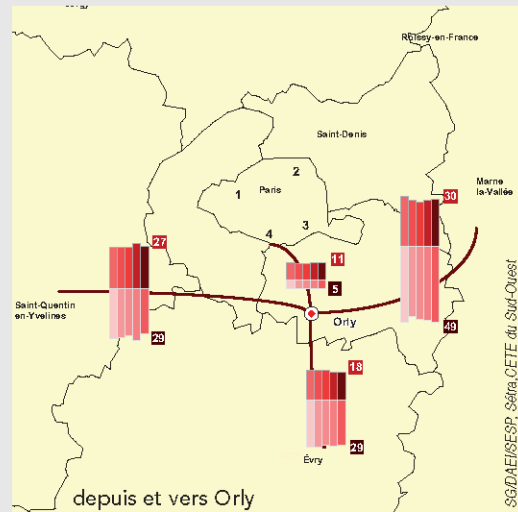 Roissy-en-France
Saint-Denis
2
1
Paris
Marne
la-Vallée
30
3
4
27
11
5
Saint-Quentin
en-Yvelines
Orly
49
29
18
29
Évry
depuis et vers Orly
SG/DAEI/SESP, Sétra,CETE du Sud-Ouest